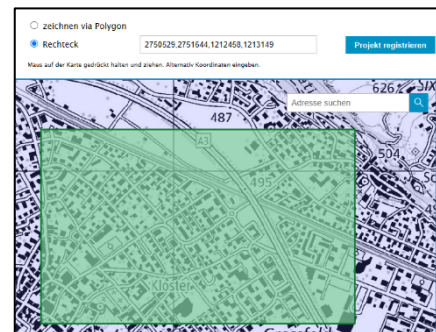 zeichnen via Polygon
Rechteck
2750529,2751644,1212458,1213149
Projekt registrieren
Maus auf der Karte gedrückt halten und ziehen. Alternativ Koordinaten eingeben.
626
Adresse suchen
487
A3
504
495
Kloster